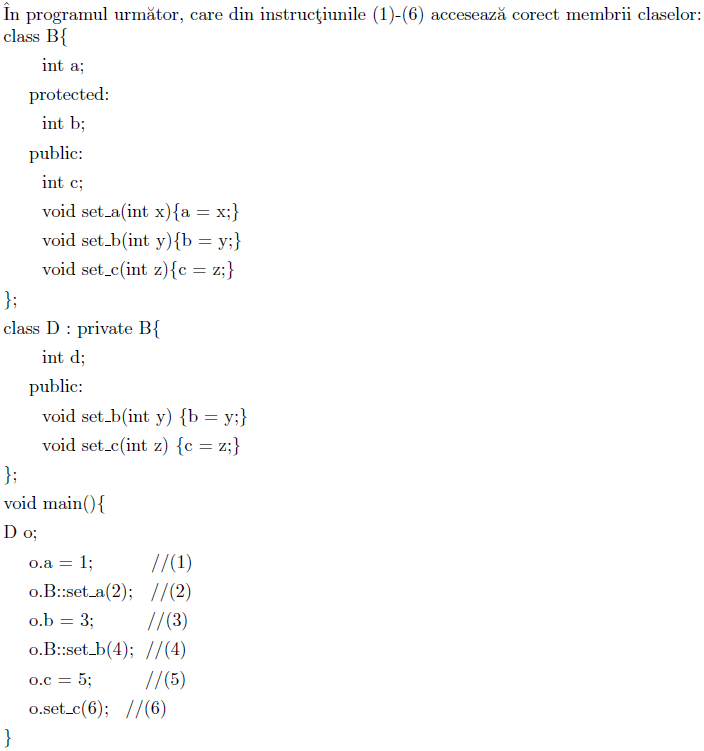 În programul următor, care din instrucţiunile (1)-(6) accesează corect membrii claselor:
class B{
int a;
protected:
int b;
public:
int c;
void set_a(int x){a = x;}
void set_b(int y){b = y;}
void set_c(int z){c = z;}
};
class D : private B{
int d;
public:
void set_b(int y) {b = y;}
void set_c(int z) {c = z;}
};
void main(){
D o;
o.a = 1; //(1)
o.B::set_a(2); //(2)
o.b = 3; //(3)
o.B::set_b(4); //(4)
o.c = 5; //(5)
o.set_c(6); //(6)
}